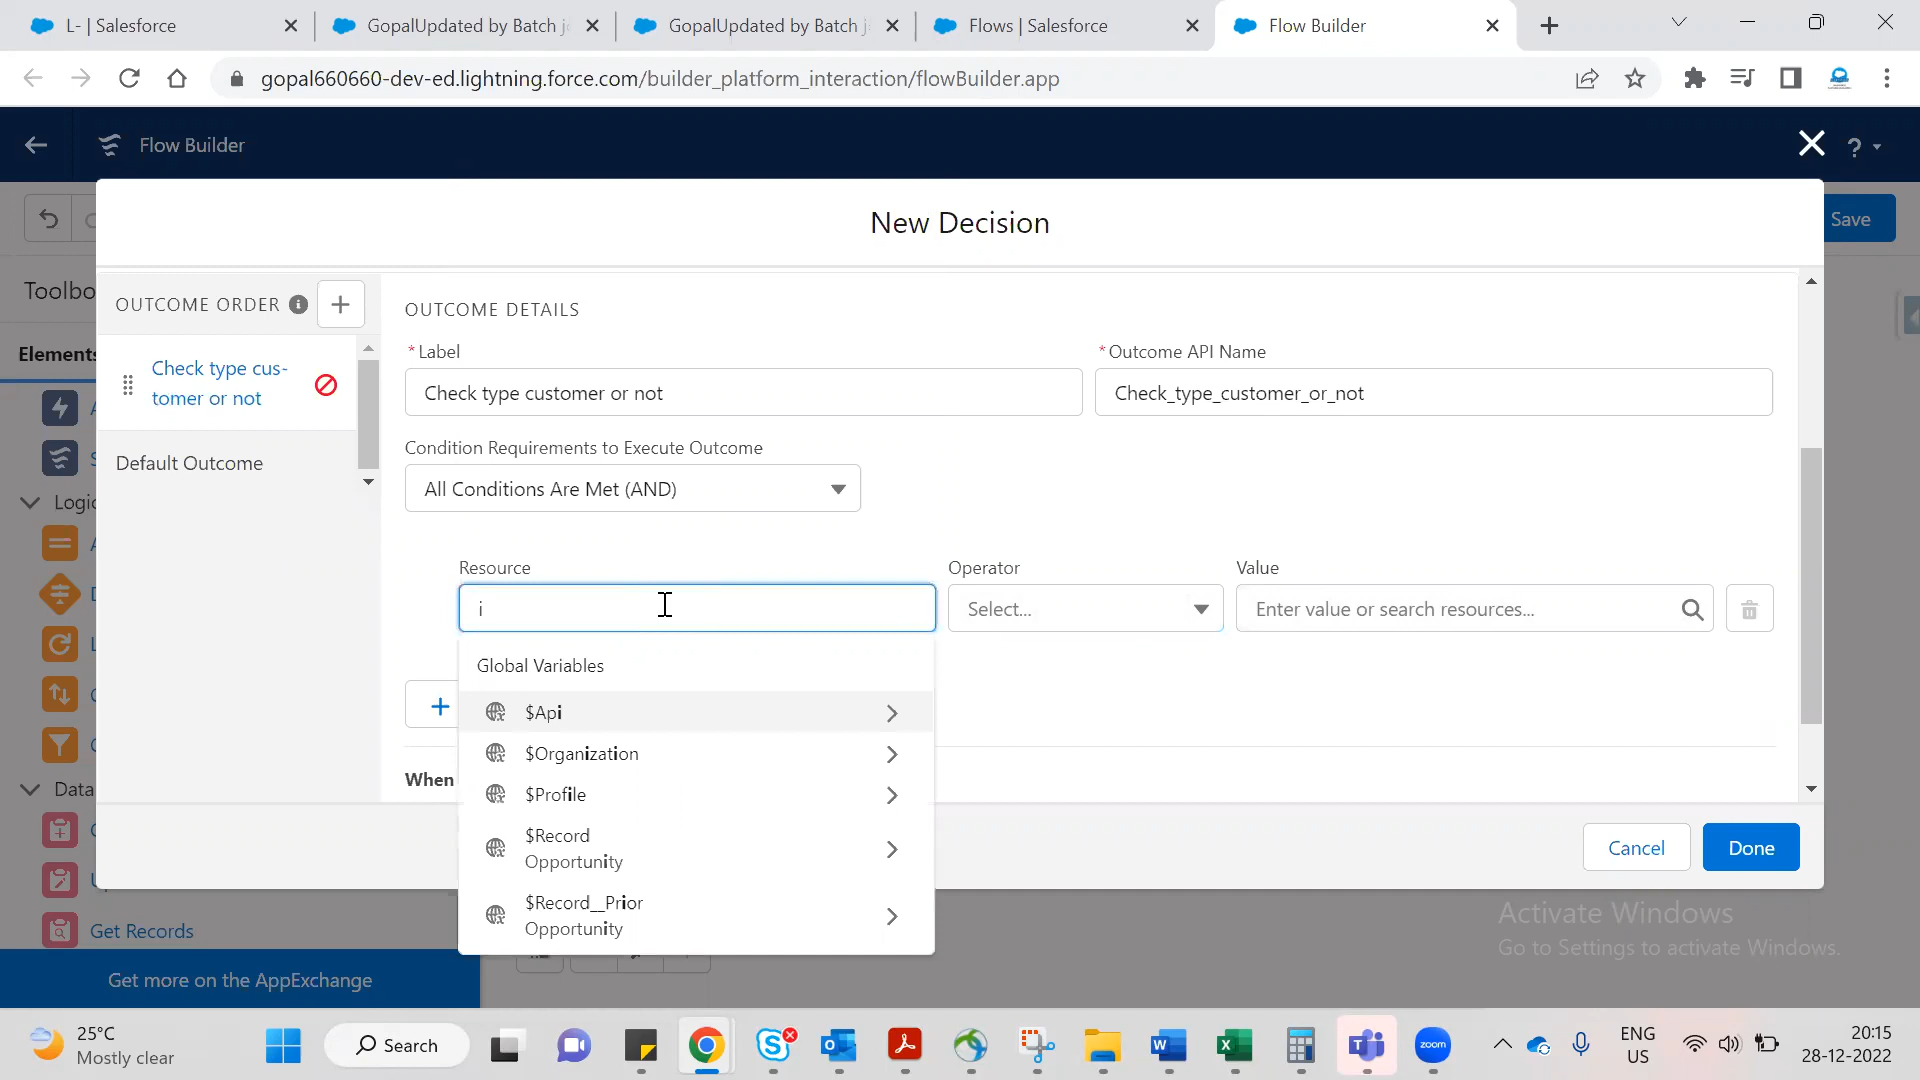 L- | Salesforce
GopalUpdated by Batch j
GopalUpdated by Batch j
Flows | Salesforce
Flow Builder
gopal660660-dev-ed.lightning.force.com/builder_platform_interaction/flowBuilder.app
Flow Builder
?
New Decision
Save
Toolbo
OUTCOME ORDER
OUTCOME DETAILS
*Label
*Outcome API Name
Elements
Check type cus-
tomer or not
Check type customer or not
Check_type_customer_or_not
Condition Requirements to Execute Outcome
Default Outcome
All Conditions Are Met (AND)
Logic
Resource
Operator
Value
i
Select...
Enter value or search resources...
Global Variables
$Api
$Organization
When
$Profile
Data
$Record
Opportunity
Cancel
Done
$Record__Prior
Opportunity
Get Records
Activate Windows
Go to Settings to activate Windows.
Get more on the AppExchange
25°C
Mostly clear
Search
zoom
ENG
US
20:15
28-12-2022